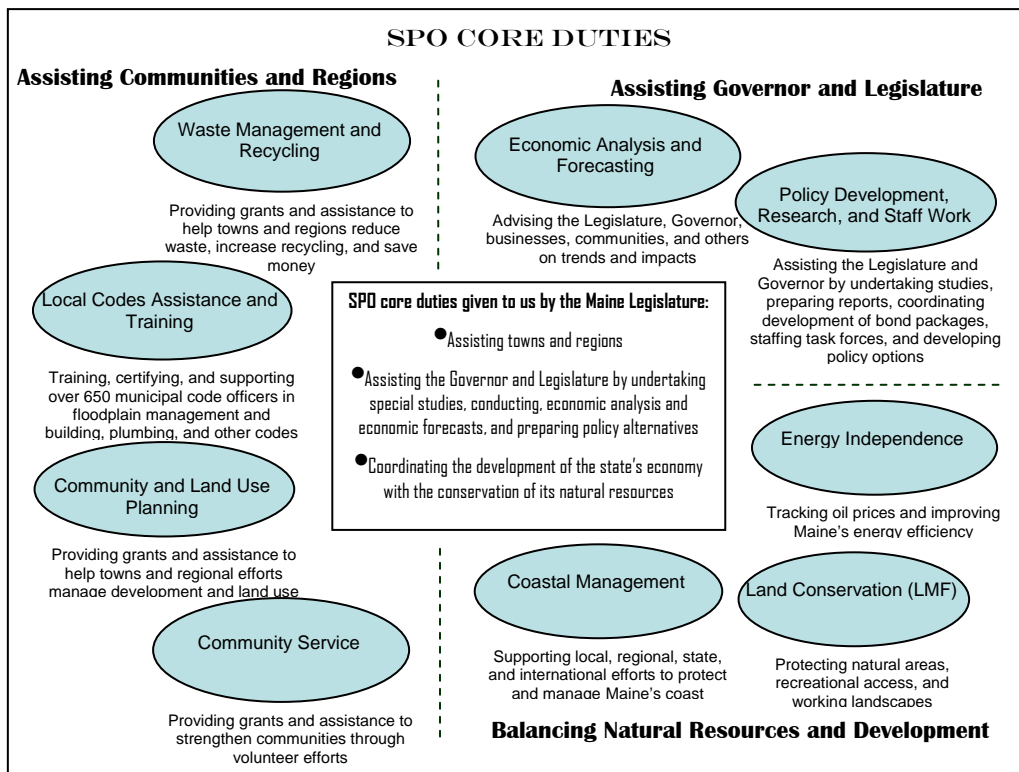 SPO CORE DUTIES
Assisting Communities and Regions
Waste Management and
Recycling
Providing grants and assistance to
help towns and regions reduce
waste, increase recycling, and save
money
Local Codes Assistance and
Training
Training, certifying, and supporting
over 650 municipal code officers in
floodplain management and
building, plumbing, and other codes
Community and Land Use
Planning
Providing grants and assistance to
help towns and regional efforts
manage development and land use
Community Service
Providing grants and assistance to
strengthen communities through
volunteer efforts
Assisting Governor and Legislature
Economic Analysis and
Forecasting
Advising the Legislature, Governor,
businesses, communities, and others
on trends and impacts
Policy Development,
Research, and Staff Work
Assisting the Legislature and
Governor by undertaking studies,
preparing reports, coordinating
development of bond packages,
staffing task forces, and developing
policy options
SPO core duties given to us by the Maine Legislature:
●Assisting towns and regions
●Assisting the Governor and Legislature by undertaking
special studies, conducting, economic analysis and
economic forecasts, and preparing policy alternatives
●Coordinating the development of the state's economy
with the conservation of its natural resources
Energy Independence
Tracking oil prices and improving
Maine's energy efficiency
Coastal Management
Supporting local, regional, state,
and international efforts to protect
and manage Maine's coast
Land Conservation (LMF)
Protecting natural areas,
recreational access, and
working landscapes
Balancing Natural Resources and Development